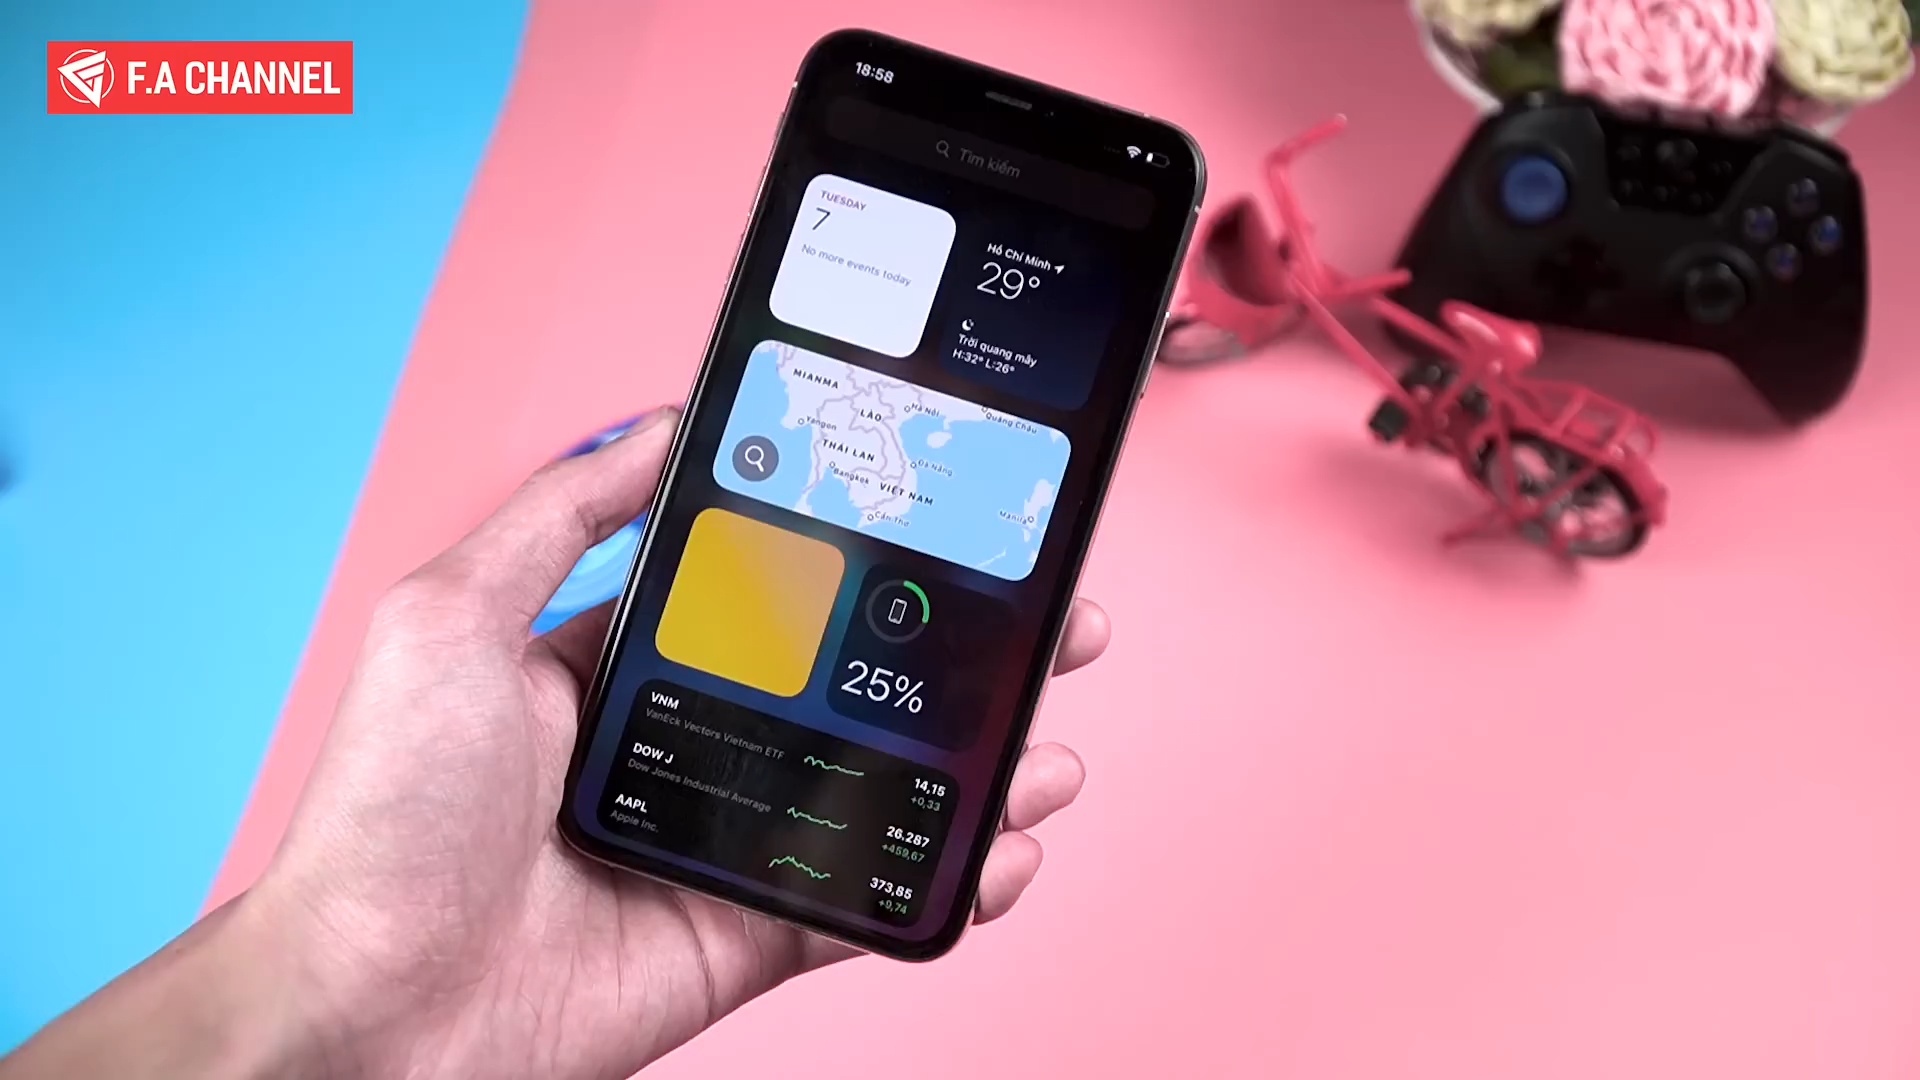 F.A CHANNEL
18:58
Tìm kiếm
TUESDAY
7
No more events today
Hồ Chí Minh
29°
Trời quang mây
H:32° L:26°
MIANMA
LÀO
Hà Nội
Quảng Châu
Yangon
THÁI LAN
Đà Nẵng
Bangkok
VIỆT NAM
Cần Thơ
Manila
25%
VNM
VanEck Vectors Vietnam ETF
14,15
+0,33
DOW J
Dow Jones Industrial Average
26.287
+459,67
AAPL
Apple Inc.
373,85
+9,74